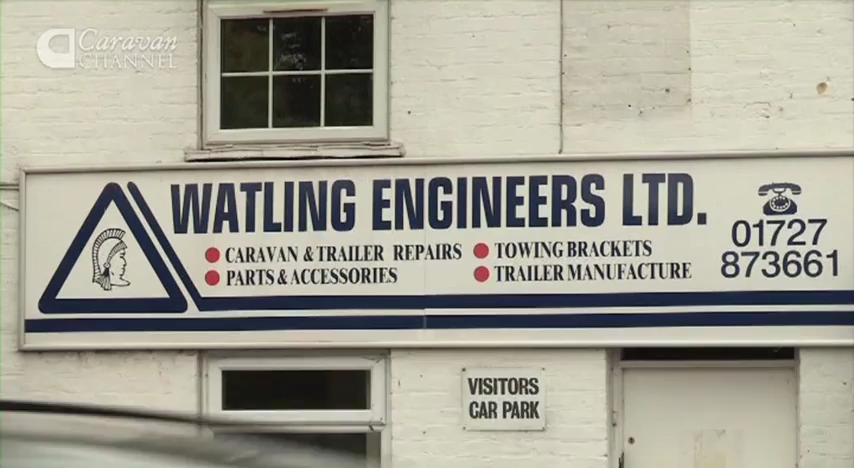 Caravan
CHANNEL
WATLING ENGINEERS LTD.
CARAVAN & TRAILER REPAIRS
TOWING BRACKETS
PARTS & ACCESSORIES
TRAILER MANUFACTURE
01727
873661
VISITORS
CAR PARK